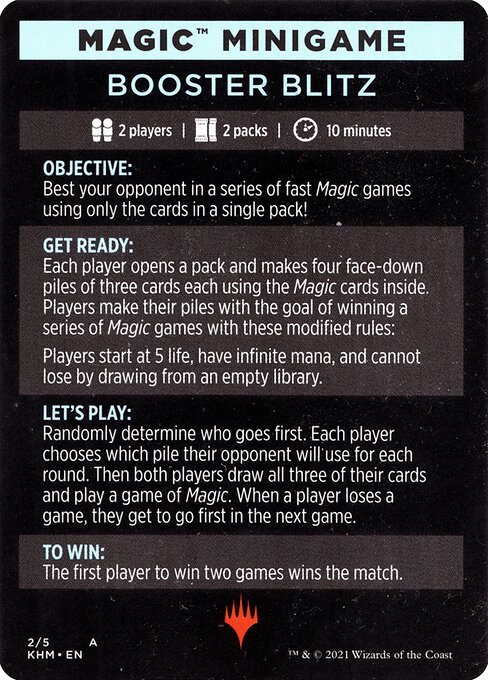 MAGIC™ MINIGAME
BOOSTER BLITZ
2 players | 2 packs | 10 minutes
OBJECTIVE:
Best your opponent in a series of fast Magic games
using only the cards in a single pack!
GET READY:
Each player opens a pack and makes four face-down
piles of three cards each using the Magic cards inside.
Players make their piles with the goal of winning a
series of Magic games with these modified rules:
Players start at 5 life, have infinite mana, and cannot
lose by drawing from an empty library.
LET'S PLAY:
Randomly determine who goes first. Each player
chooses which pile their opponent will use for each
round. Then both players draw all three of their cards
and play a game of Magic. When a player loses a
game, they get to go first in the next game.
TO WIN:
The first player to win two games wins the match.
2/5 A
KHM • EN
™ & © 2021 Wizards of the Coast